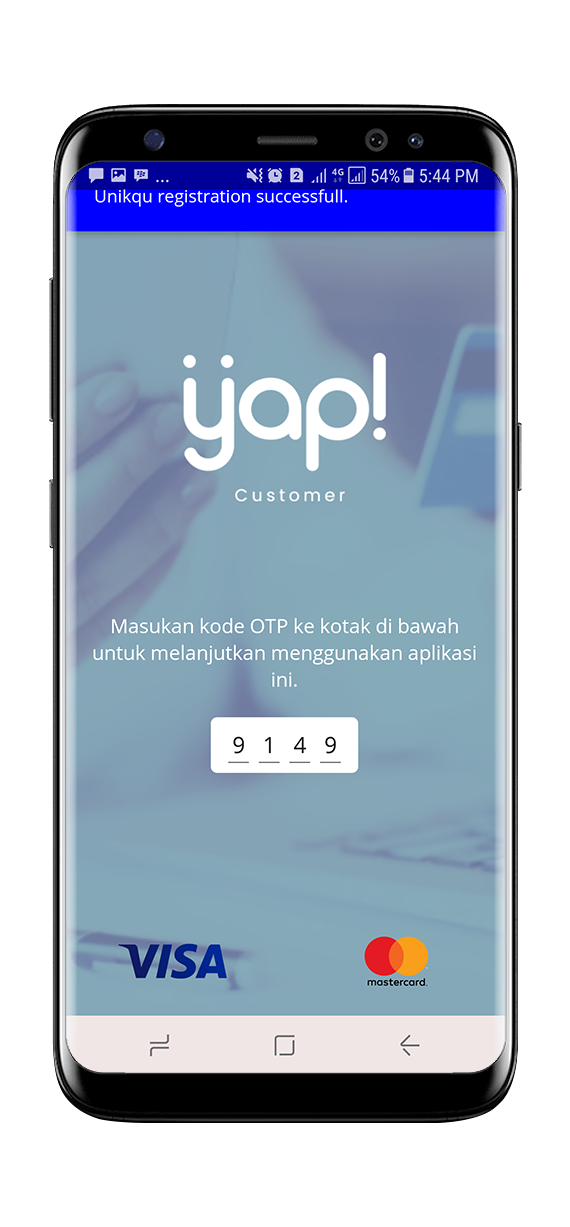 ... 2 4G 54% 5:44 PM
Unikqu registration successfull.
yap!
Customer
Masukan kode OTP ke kotak di bawah
untuk melanjutkan menggunakan aplikasi
ini.
9 1 4 9
VISA
mastercard.